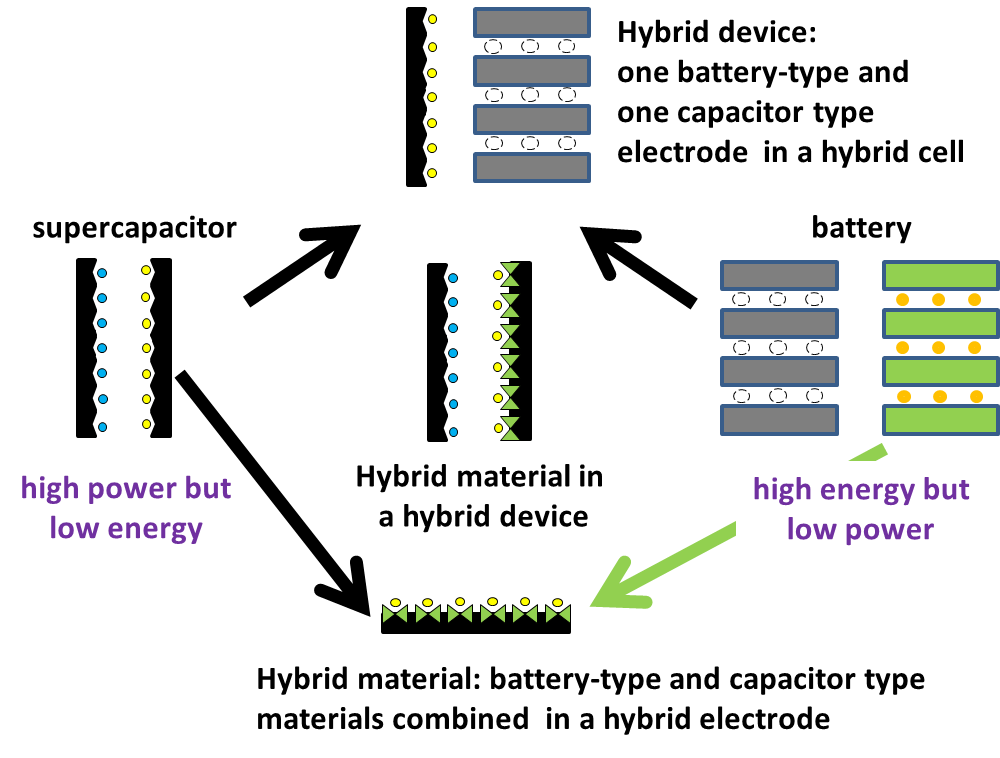 Hybrid device:
one battery-type and
one capacitor type
electrode in a hybrid cell
supercapacitor
battery
high power but
low energy
Hybrid material in
a hybrid device
high energy but
low power
Hybrid material: battery-type and capacitor type
materials combined in a hybrid electrode